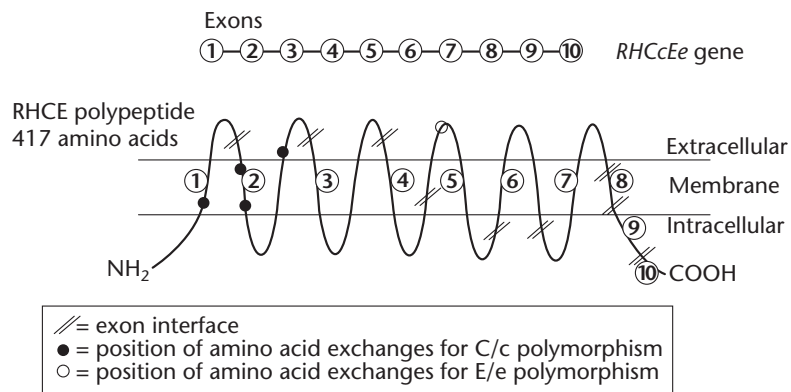 Exons
1 2 3 4 5 6 7 8 9 10
RHCcEe gene
RHCE polypeptide
417 amino acids
Extracellular
1 2 3 4 5 6 7 8
Membrane
Intracellular
9
NH₂
10 COOH
= exon interface
= position of amino acid exchanges for C/c polymorphism
= position of amino acid exchanges for E/e polymorphism